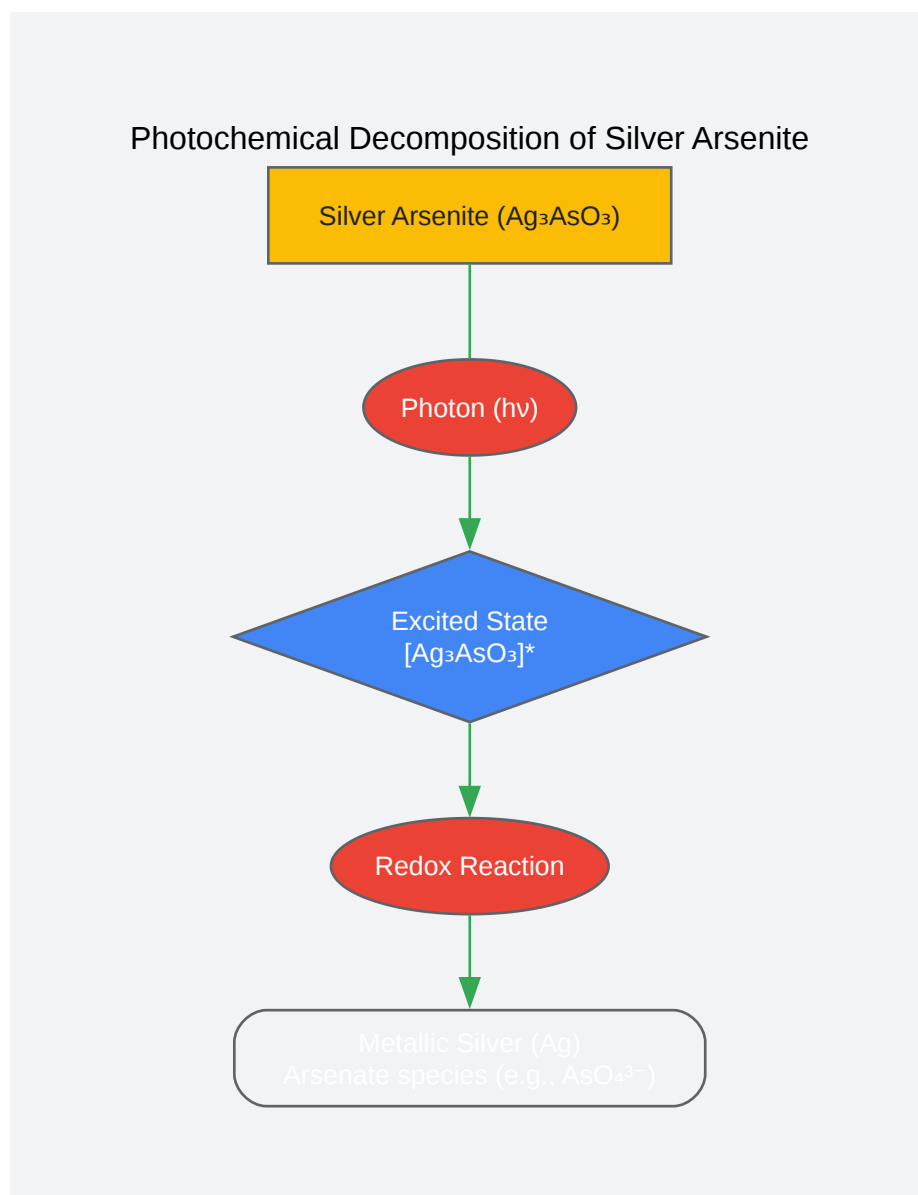 Photochemical Decomposition of Silver Arsenite
Silver Arsenite (Ag₃AsO₃)
Photon (hν)
Excited State
[Ag₃AsO₃]*
Redox Reaction
Metallic Silver (Ag)
Arsenate species (e.g., AsO₄³⁻)